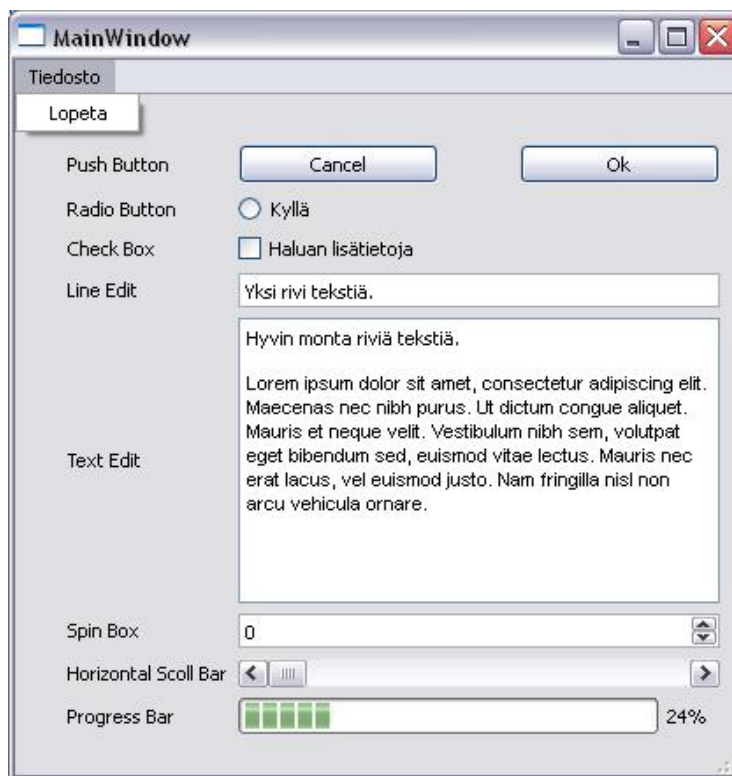 MainWindow
Tiedosto
Lopeta
Push Button Cancel Ok
Radio Button Kyllä
Check Box Haluan lisätietoja
Line Edit Yksi rivi tekstiä.
Hyvin monta riviä tekstiä.
Lorem ipsum dolor sit amet, consectetur adipiscing elit.
Maecenas nec nibh purus. Ut dictum congue aliquet.
Mauris et neque velit. Vestibulum nibh sem, volutpat
eget bibendum sed, euismod vitae lectus. Mauris nec
erat lacus, vel euismod justo. Nam fringilla nisl non
arcu vehicula ornare.
Text Edit
Spin Box 0
Horizontal Scoll Bar
Progress Bar 24%